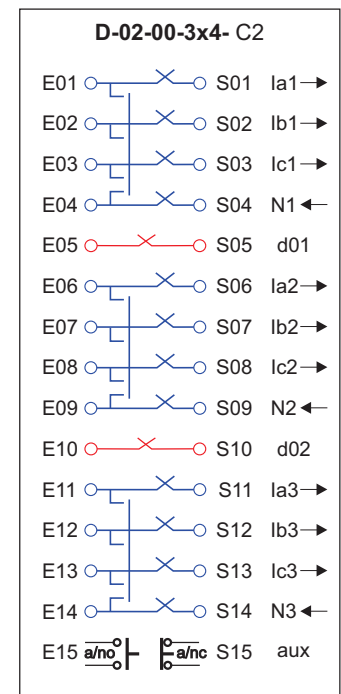 D-02-00-3x4- C2
E01 S01 Ia1
E02 S02 Ib1
E03 S03 Ic1
E04 S04 N1
E05 S05 d01
E06 S06 Ia2
E07 S07 Ib2
E08 S08 Ic2
E09 S09 N2
E10 S10 d02
E11 S11 Ia3
E12 S12 Ib3
E13 S13 Ic3
E14 S14 N3
E15 a/no a/nc S15 aux